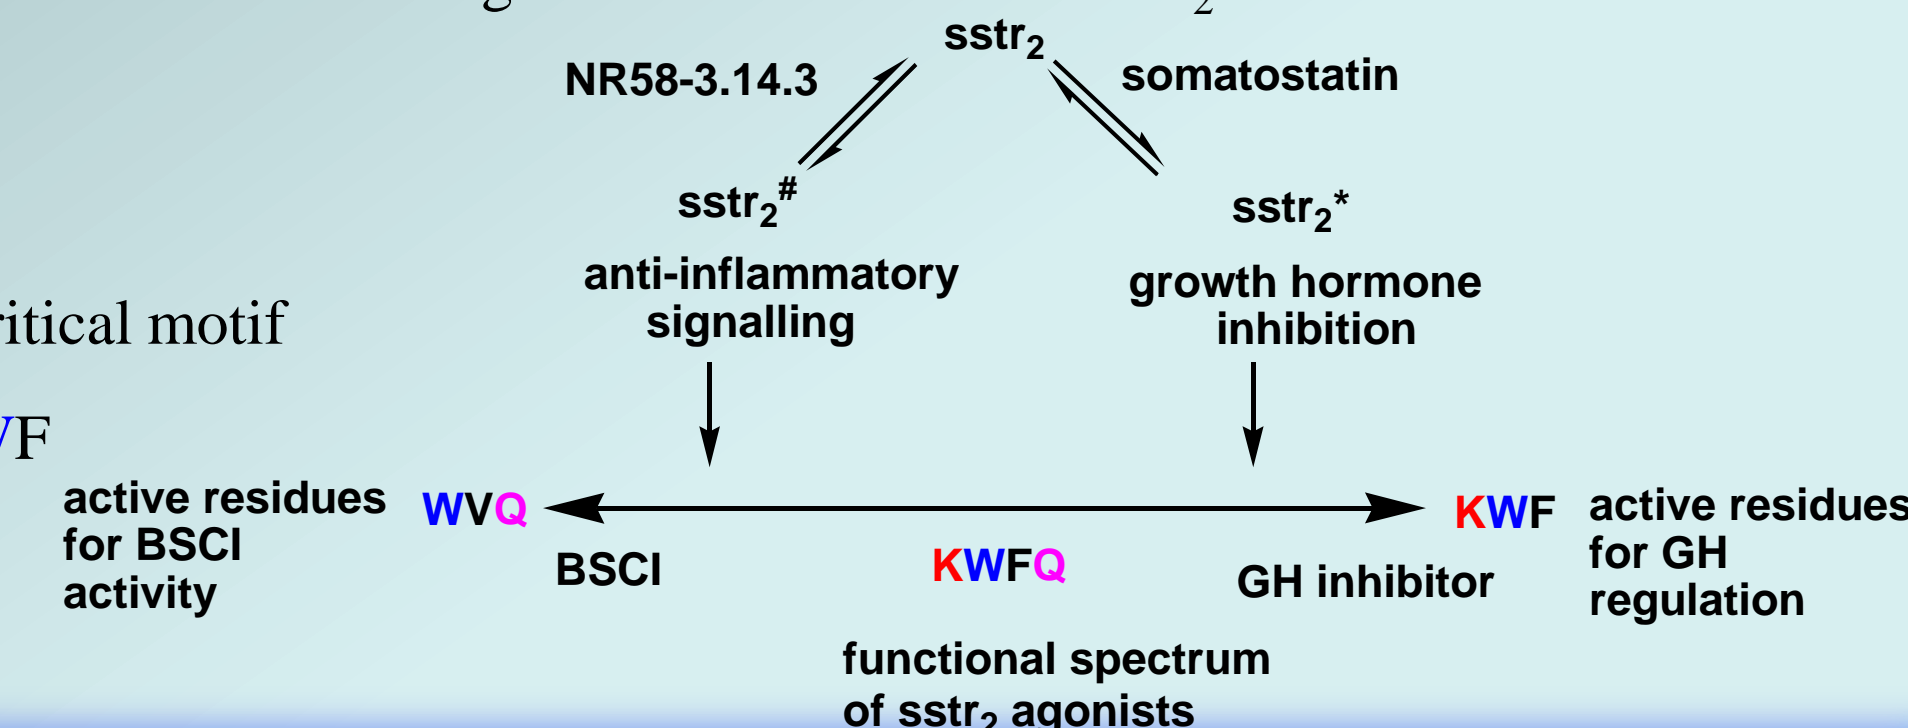 sstr₂
NR58-3.14.3
somatostatin
sstr₂#
sstr₂*
anti-inflammatory
signalling
growth hormone
inhibition
ritical motif
F
active residues
for BSCI
activity
WVQ
KWF
active residues
for GH
regulation
BSCI
KWFQ
GH inhibitor
functional spectrum
of sstr₂ agonists